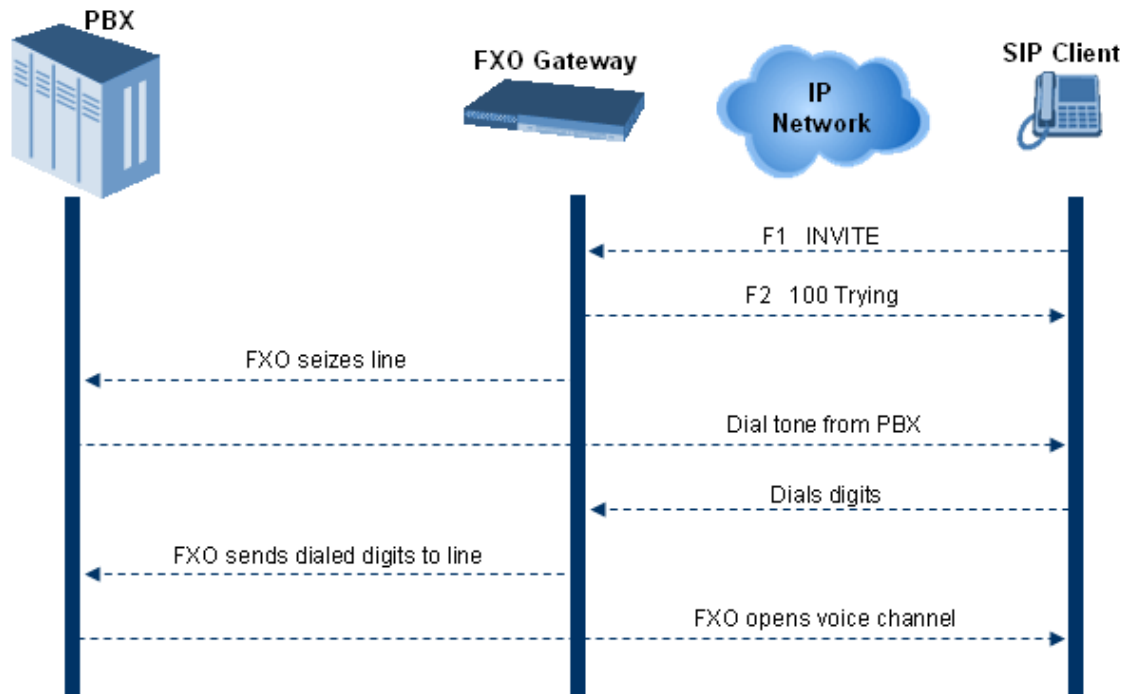 PBX
FXO Gateway
IP
Network
SIP Client
F1 INVITE
F2 100 Trying
FXO seizes line
Dial tone from PBX
Dials digits
FXO sends dialed digits to line
FXO opens voice channel